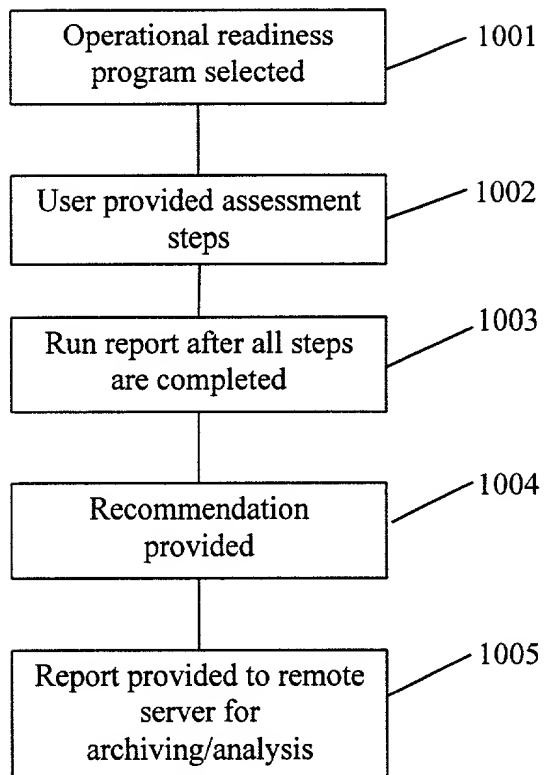 Operational readiness
program selected
1001
User provided assessment
steps
1002
Run report after all steps
are completed
1003
Recommendation
provided
1004
Report provided to remote
server for
archiving/analysis
1005